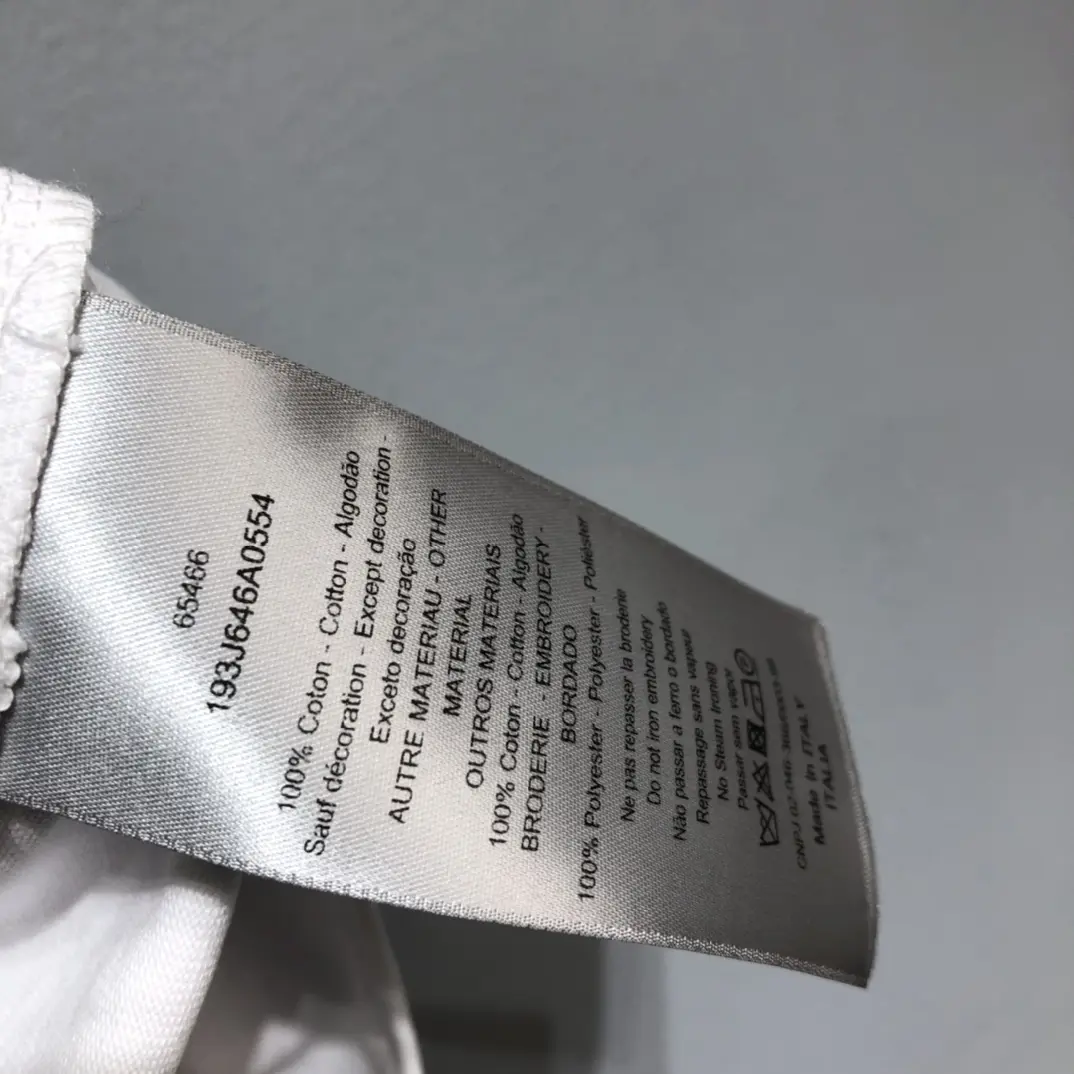 65466
193J646A0554
100% Coton - Cotton - Algodão
Sauf décoration - Except decoration -
Exceto decoração
AUTRE MATERIAU - OTHER
MATERIAL
OUTROS MATERIAIS
100% Coton - Cotton - Algodão
BRODERIE - EMBROIDERY -
BORDADO
100% Polyester - Polyester - Poliéster
Ne pas repasser la broderie
Do not iron embroidery
Não passar a ferro o bordado
Repassage sans vapeur
No Steam Ironing
Passar sem vapor
P
CNPJ
Made in ITALY
ITALIA